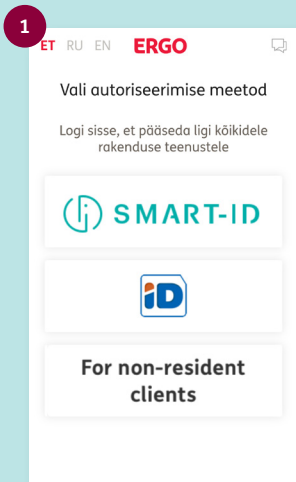 1
ET RU EN ERGO
Vali autoriseerimise meetod
Logi sisse, et pääseda ligi kõikidele
rakenduse teenustele
SMART-ID
iD
For non-resident
clients